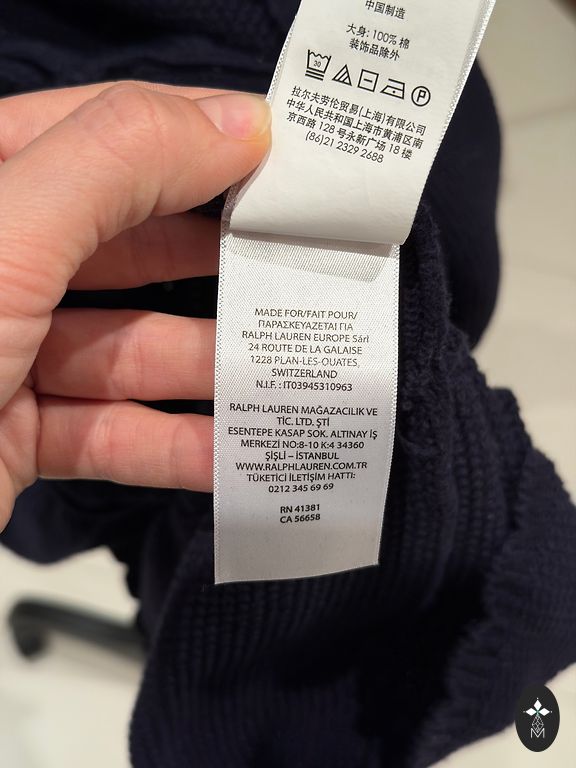 中国制造
大身: 100% 棉
装饰品除外
30
P
拉尔夫劳伦贸易(上海)有限公司
中华人民共和国上海市黄浦区南
京西路 128 号永新广场 18 楼
(86)21 2329 2688
MADE FOR/FAIT POUR/
ΠΑΡΑΣΚΕΥΑΖΕΤΑΙ ΓΙΑ
RALPH LAUREN EUROPE Sárl
24 ROUTE DE LA GALAISE
1228 PLAN-LES-OUATES,
SWITZERLAND
N.I.F. : IT03945310963
RALPH LAUREN MAĞAZACILIK VE
TİC. LTD. ŞTİ
ESENTEPE KASAP SOK. ALTINAY İŞ
MERKEZİ NO:8-10 K:4 34360
ŞİŞLİ – İSTANBUL
WWW.RALPHLAUREN.COM.TR
TÜKETİCİ İLETİŞİM HATTI:
0212 345 69 69
RN 41381
CA 56658
M